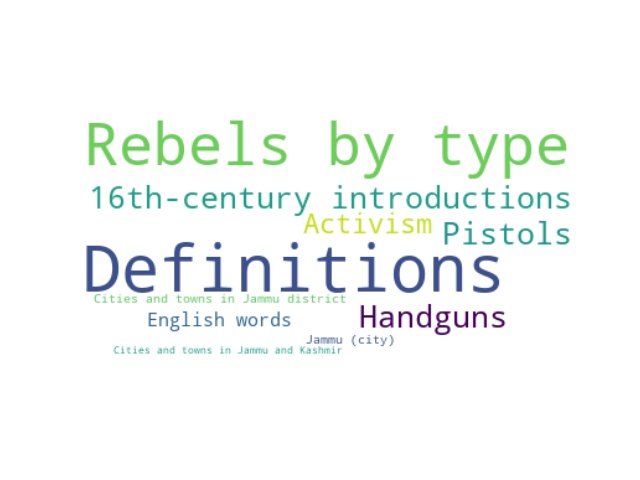 Rebels by type
16th-century introductions
Activism
Pistols
Definitions
Cities and towns in Jammu district
English words
Handguns
Jammu (city)
Cities and towns in Jammu and Kashmir